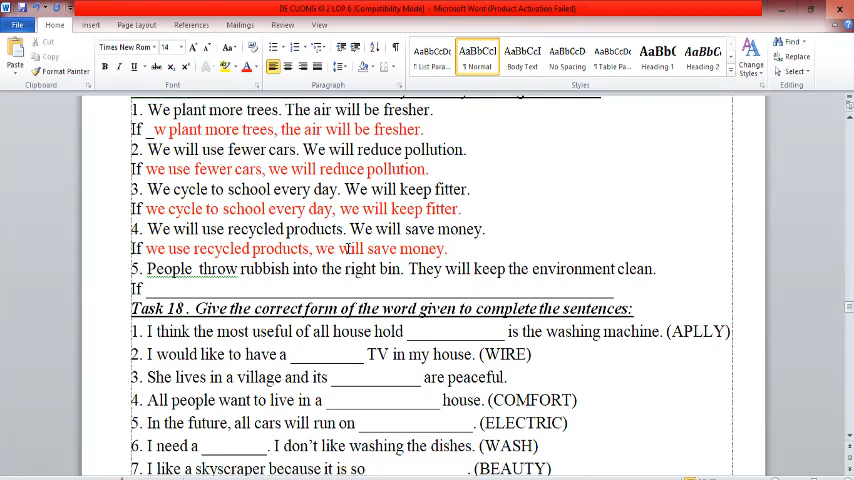 DE CUONG KI 2 LOP 6 [Compatibility Mode] - Microsoft Word (Product Activation Failed)
File Home Insert Page Layout References Mailings Review View
Cut
Copy
Format Painter
Paste
Clipboard
Times New Rom 14
Font
Paragraph
AaBbCcDc AaBbCcI AaBbCcI AaBbCcDc AaBbCcDc AaBbC AaBbCc
List Para... Normal Body Text No Spacing Table Pa... Heading 1 Heading 2
Change Styles
Styles
Find
Replace
Select
Editing
1. We plant more trees. The air will be fresher.
If _w plant more trees, the air will be fresher.
2. We will use fewer cars. We will reduce pollution.
If we use fewer cars, we will reduce pollution.
3. We cycle to school every day. We will keep fitter.
If we cycle to school every day, we will keep fitter.
4. We will use recycled products. We will save money.
If we use recycled products, we will save money.
5. People throw rubbish into the right bin. They will keep the environment clean.
If ____________________
Task 18 . Give the correct form of the word given to complete the sentences:
1. I think the most useful of all house hold __________ is the washing machine. (APLLY)
2. I would like to have a ________ TV in my house. (WIRE)
3. She lives in a village and its __________ are peaceful.
4. All people want to live in a ____________ house. (COMFORT)
5. In the future, all cars will run on ____________. (ELECTRIC)
6. I need a _______. I don't like washing the dishes. (WASH)
7. I like a skyscraper because it is so ___________. (BEAUTY)